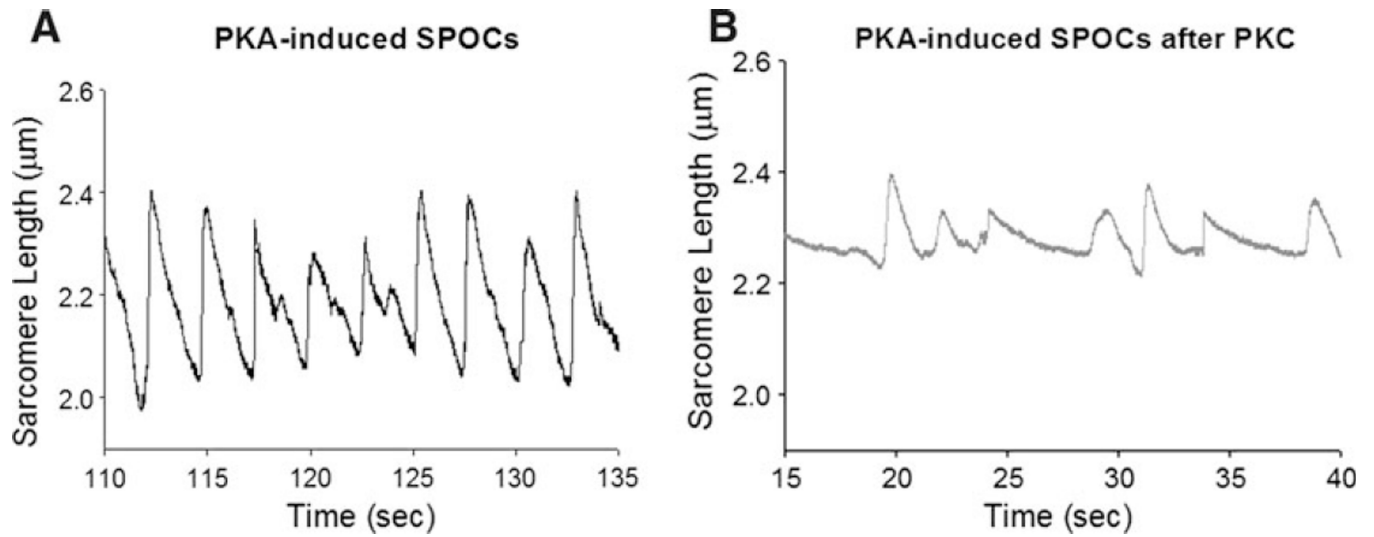 A
PKA-induced SPOCs
Sarcomere Length (μm)
2.6
2.4
2.2
2.0
110 115 120 125 130 135
Time (sec)
B
PKA-induced SPOCs after PKC
Sarcomere Length (μm)
2.6
2.4
2.2
2.0
15 20 25 30 35 40
Time (sec)